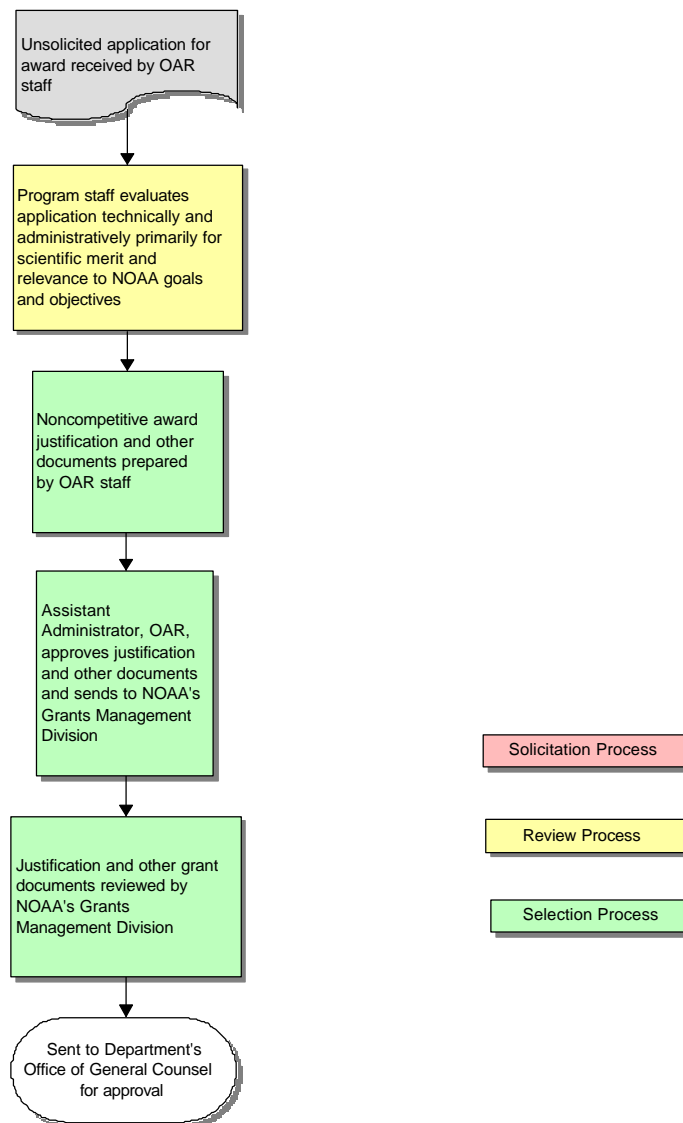 Unsolicited application for
award received by OAR
staff
Program staff evaluates
application technically and
administratively primarily for
scientific merit and
relevance to NOAA goals
and objectives
Noncompetitive award
justification and other
documents prepared
by OAR staff
Assistant
Administrator, OAR,
approves justification
and other documents
and sends to NOAA's
Grants Management
Division
Justification and other grant
documents reviewed by
NOAA's Grants
Management Division
Sent to Department's
Office of General Counsel
for approval
Solicitation Process
Review Process
Selection Process